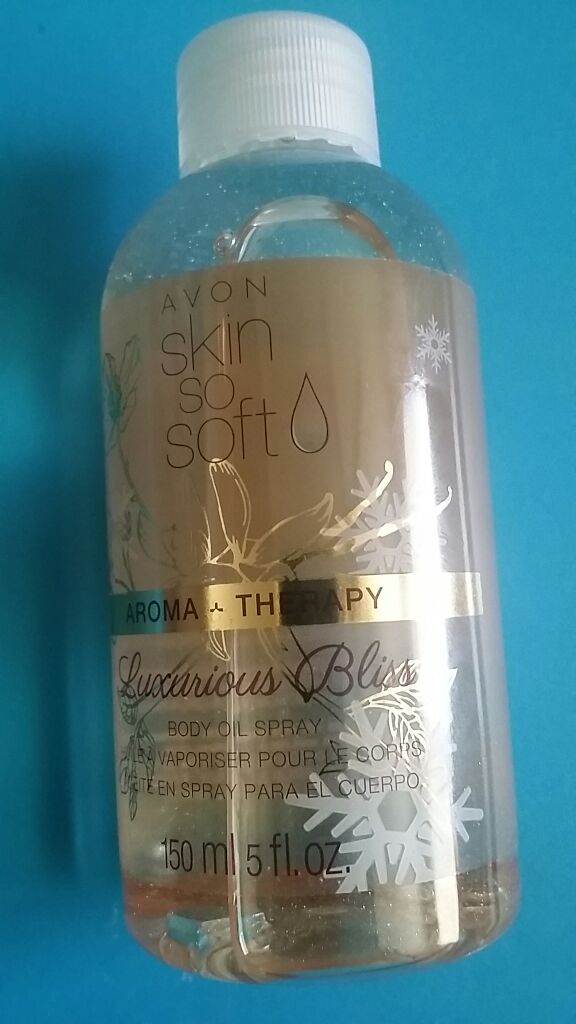 AVON
skin
so
soft
AROMA + THERAPY
Luxurious Bliss
BODY OIL SPRAY
À VAPORISER POUR LE CORPS
EN SPRAY PARA EL CUERPO
150 ml 5 fl. oz.